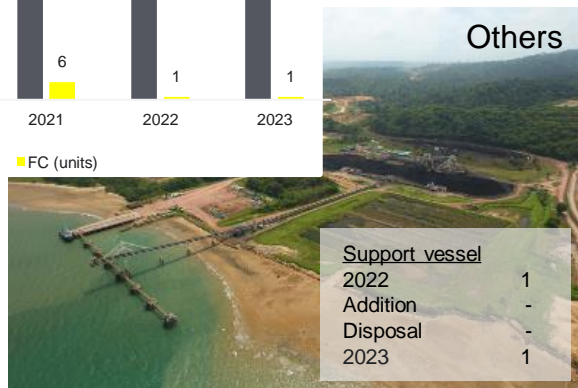 Others
6
1
1
2021 2022 2023
FC (units)
Support vessel
2022 1
Addition -
Disposal -
2023 1